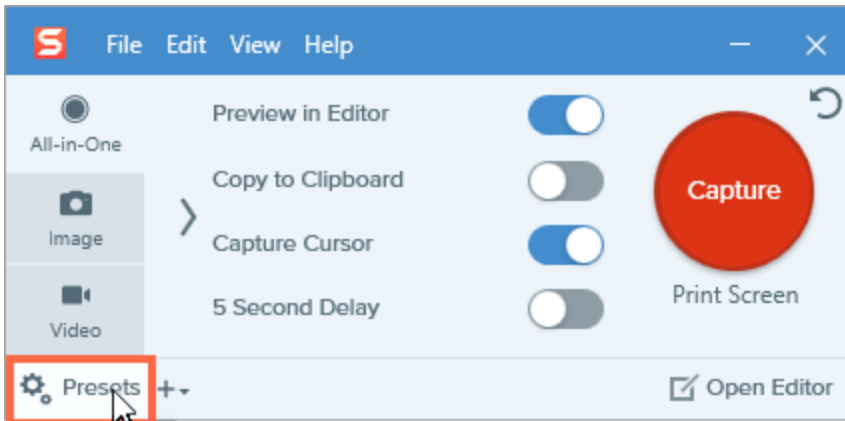 S File Edit View Help
All-in-One
Image
Video
Preview in Editor
Copy to Clipboard
Capture Cursor
5 Second Delay
Capture
Print Screen
Presets
Open Editor